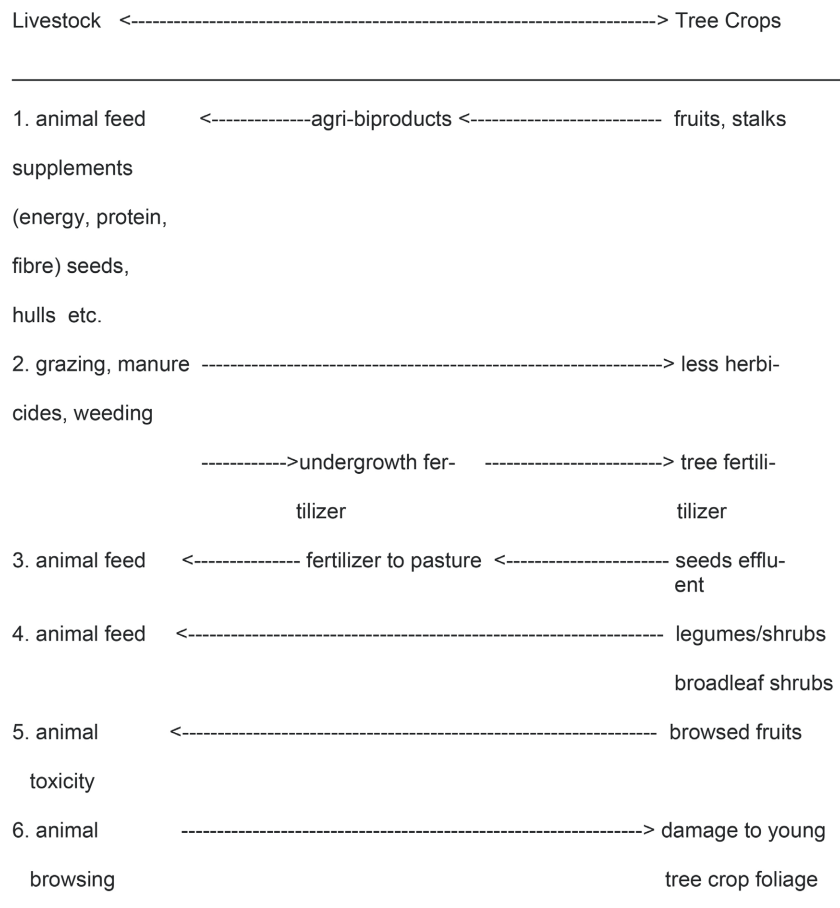 Livestock <--------------------------------------------------------------------------> Tree Crops
1. animal feed <--------------agri-biproducts <--------------------------- fruits, stalks
supplements
(energy, protein,
fibre) seeds,
hulls etc.
2. grazing, manure -----------------------------------------------------------------> less herbi-
cides, weeding
------------>undergrowth fer- -------------------------> tree fertili-
tilizer tilizer
3. animal feed <--------------- fertilizer to pasture <----------------------- seeds efflu-
ent
4. animal feed <------------------------------------------------------------------- legumes/shrubs
broadleaf shrubs
5. animal <------------------------------------------------------------------- browsed fruits
toxicity
6. animal -----------------------------------------------------------------> damage to young
browsing tree crop foliage